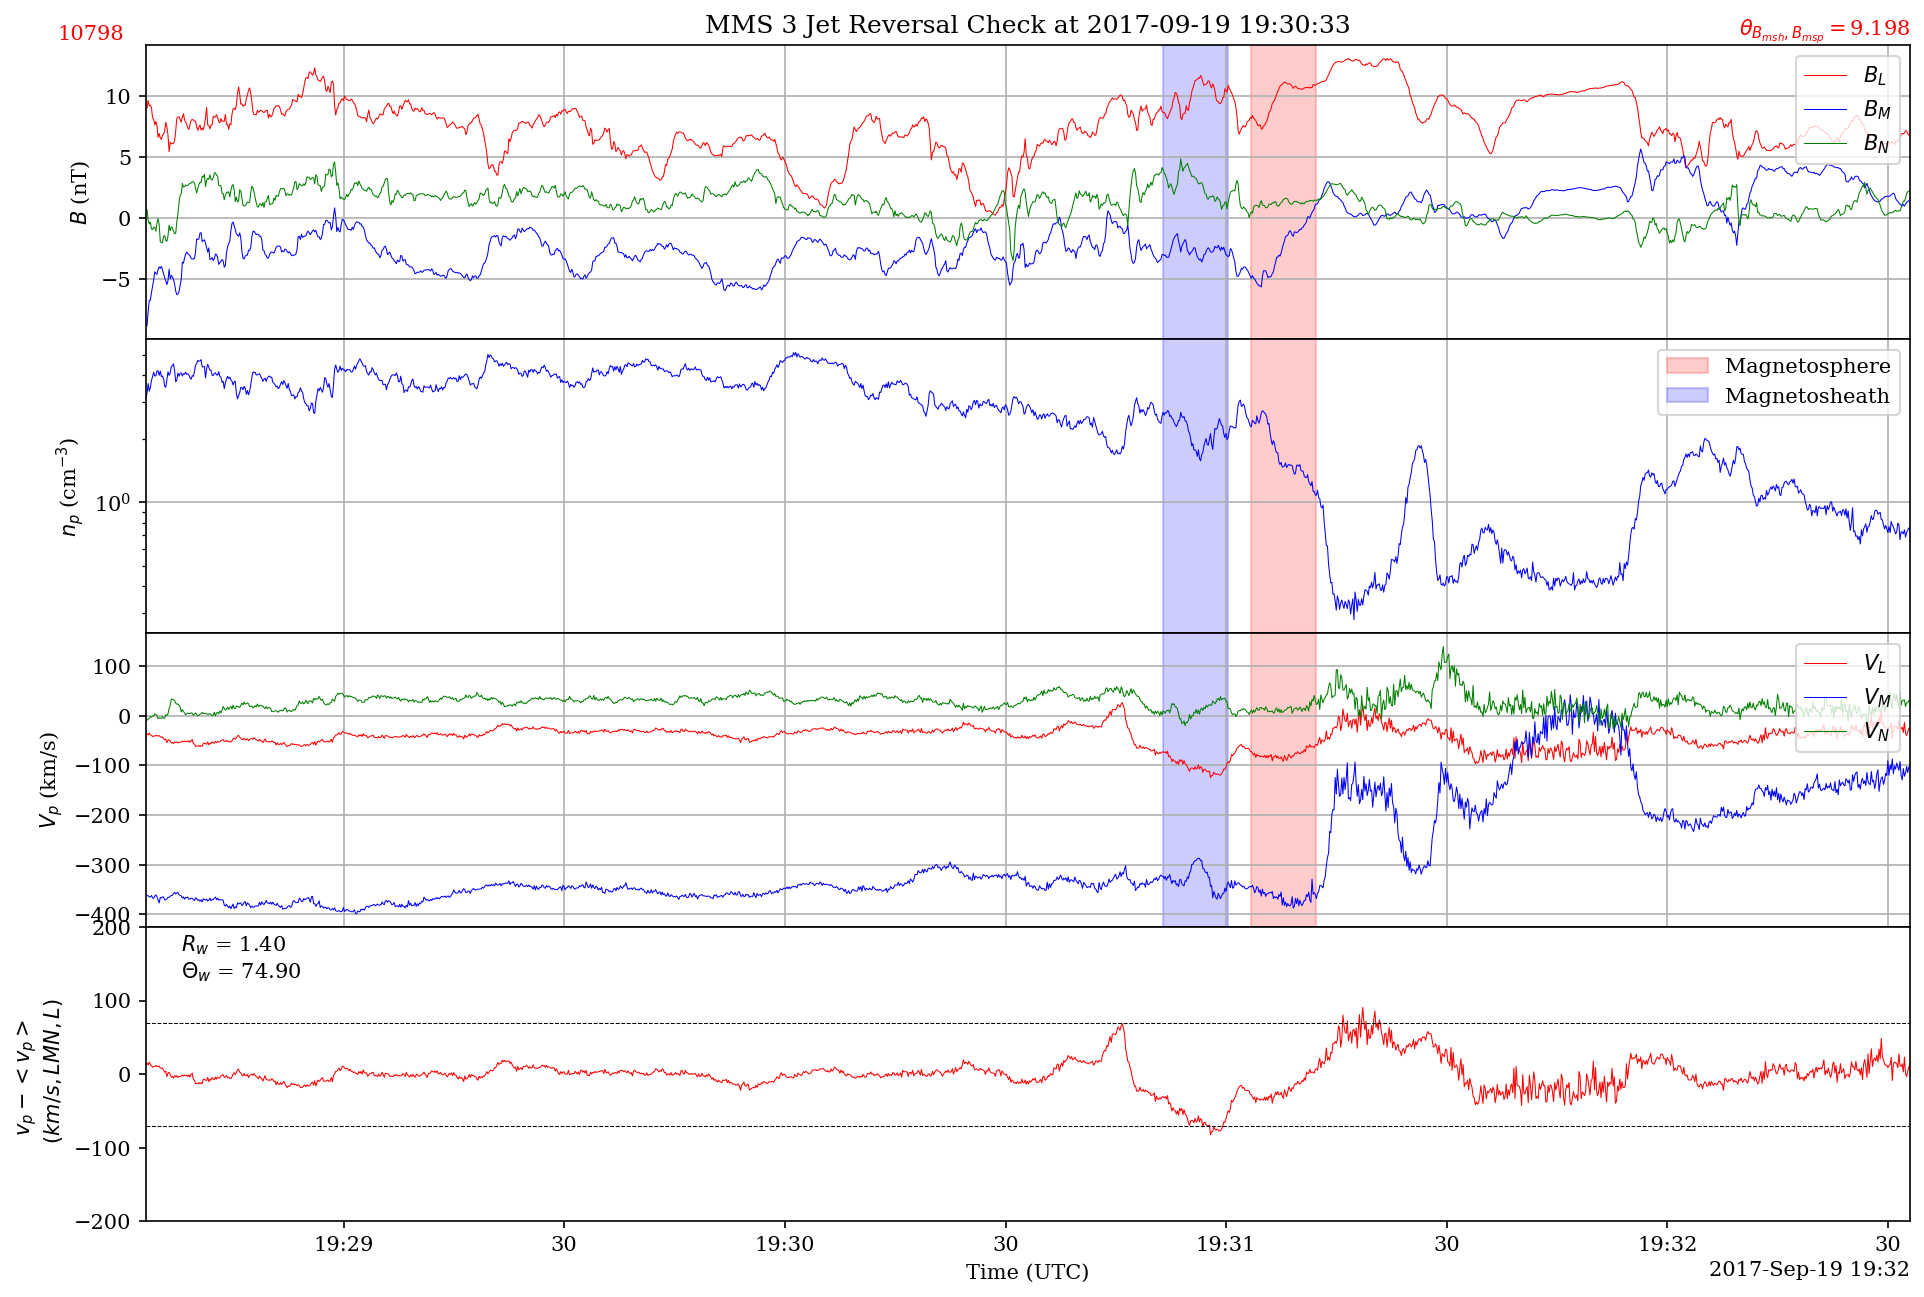 MMS 3 Jet Reversal Check at 2017-09-19 19:30:33
10798
θ_{B_{msh}, B_{msp}} = 9.198
10
5
0
−5
B (nT)
B_L
B_M
B_N
10^0
n_p (cm^{−3})
Magnetosphere
Magnetosheath
100
0
−100
−200
−300
−400
V_p (km/s)
V_L
V_M
V_N
200
100
0
−100
−200
v_p − < v_p >
(km/s, LMN, L)
R_w = 1.40
Θ_w = 74.90
19:29
30
19:30
30
19:31
30
19:32
30
Time (UTC)
2017-Sep-19 19:32